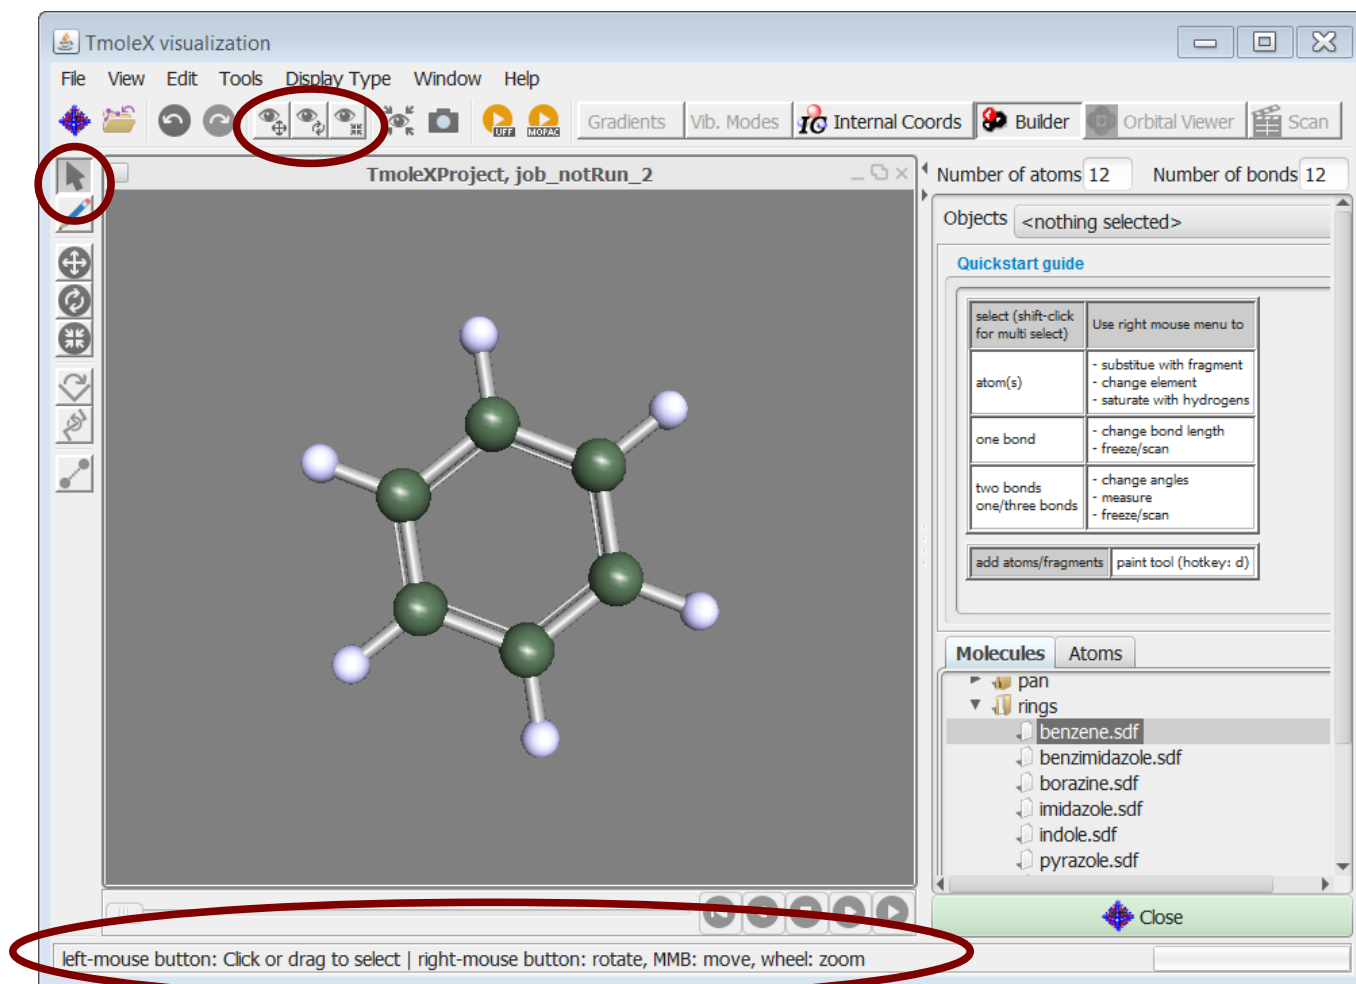 TmoleX visualization
File View Edit Tools Display Type Window Help
UFF MOPAC Gradients Vib. Modes IC Internal Coords Builder Orbital Viewer Scan
TmoleXProject, job_notRun_2
Number of atoms 12 Number of bonds 12
Objects <nothing selected>
Quickstart guide
select (shift-click
for multi select)
Use right mouse menu to
atom(s)
- substitue with fragment
- change element
- saturate with hydrogens
one bond
- change bond length
- freeze/scan
two bonds
one/three bonds
- change angles
- measure
- freeze/scan
add atoms/fragments paint tool (hotkey: d)
Molecules Atoms
pan
rings
benzene.sdf
benzimidazole.sdf
borazine.sdf
imidazole.sdf
indole.sdf
pyrazole.sdf
Close
left-mouse button: Click or drag to select | right-mouse button: rotate, MMB: move, wheel: zoom